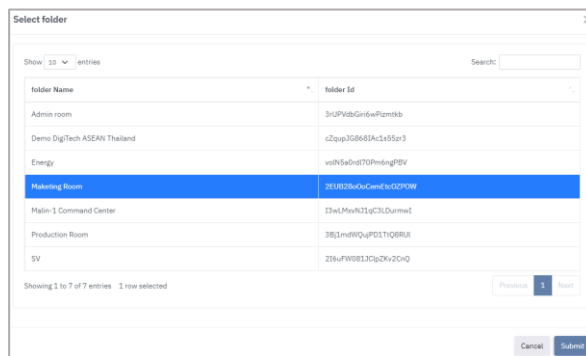 Select folder
Show 10 entries Search:
folder Name folder Id
Admin room 3rUPVdbGiri6wPizmtkb
Demo DigiTech ASEAN Thailand cZqupJG868IAc1s5Szr3
Energy volN5a0rdl70Pm6ngPBV
Maketing Room 2EUB28oOoCemEtcOZPOW
Malin-1 Command Center I3wLMxvNJ1qC3LDurmwI
Production Room 3Bj1mdWQujPD1TtQ8RUl
SV 2I6uFW081JClpZKv2CnQ
Showing 1 to 7 of 7 entries 1 row selected Previous 1 Next
Cancel Submit